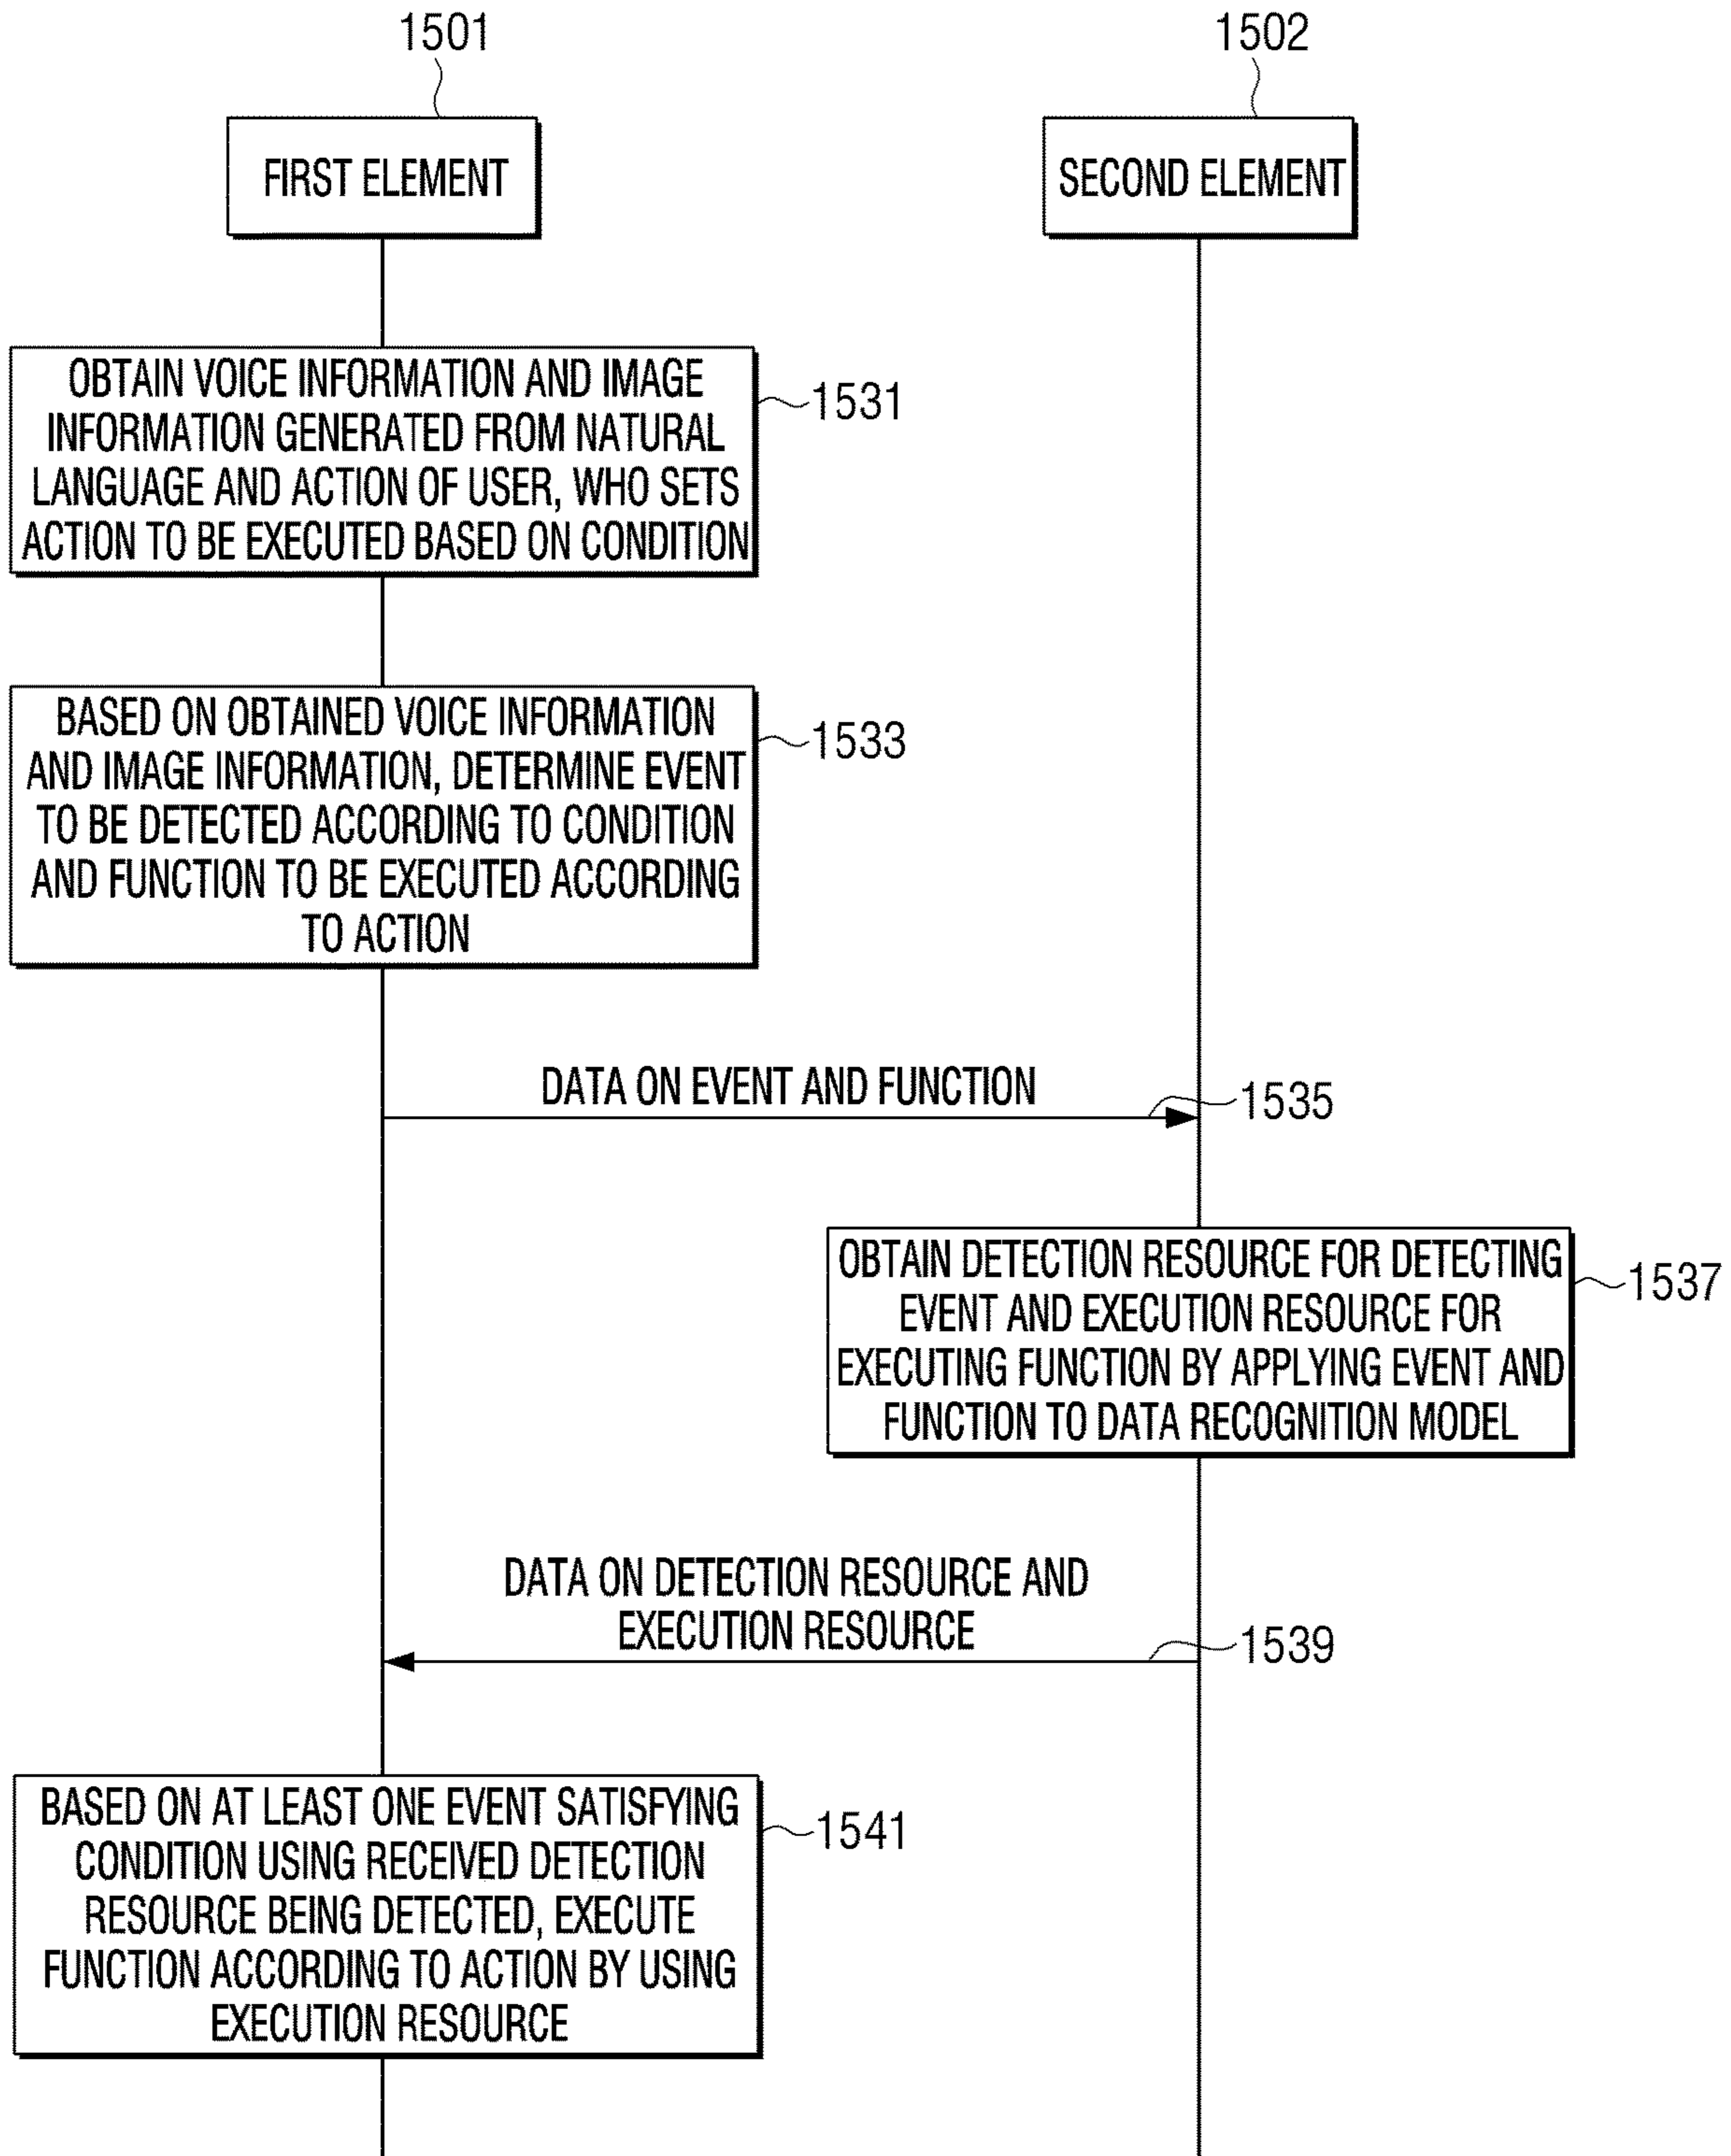 1501
1502
FIRST ELEMENT
SECOND ELEMENT
OBTAIN VOICE INFORMATION AND IMAGE
INFORMATION GENERATED FROM NATURAL
LANGUAGE AND ACTION OF USER, WHO SETS
ACTION TO BE EXECUTED BASED ON CONDITION
1531
BASED ON OBTAINED VOICE INFORMATION
AND IMAGE INFORMATION, DETERMINE EVENT
TO BE DETECTED ACCORDING TO CONDITION
AND FUNCTION TO BE EXECUTED ACCORDING
TO ACTION
1533
DATA ON EVENT AND FUNCTION
1535
OBTAIN DETECTION RESOURCE FOR DETECTING
EVENT AND EXECUTION RESOURCE FOR
EXECUTING FUNCTION BY APPLYING EVENT AND
FUNCTION TO DATA RECOGNITION MODEL
1537
DATA ON DETECTION RESOURCE AND
EXECUTION RESOURCE
1539
BASED ON AT LEAST ONE EVENT SATISFYING
CONDITION USING RECEIVED DETECTION
RESOURCE BEING DETECTED, EXECUTE
FUNCTION ACCORDING TO ACTION BY USING
EXECUTION RESOURCE
1541